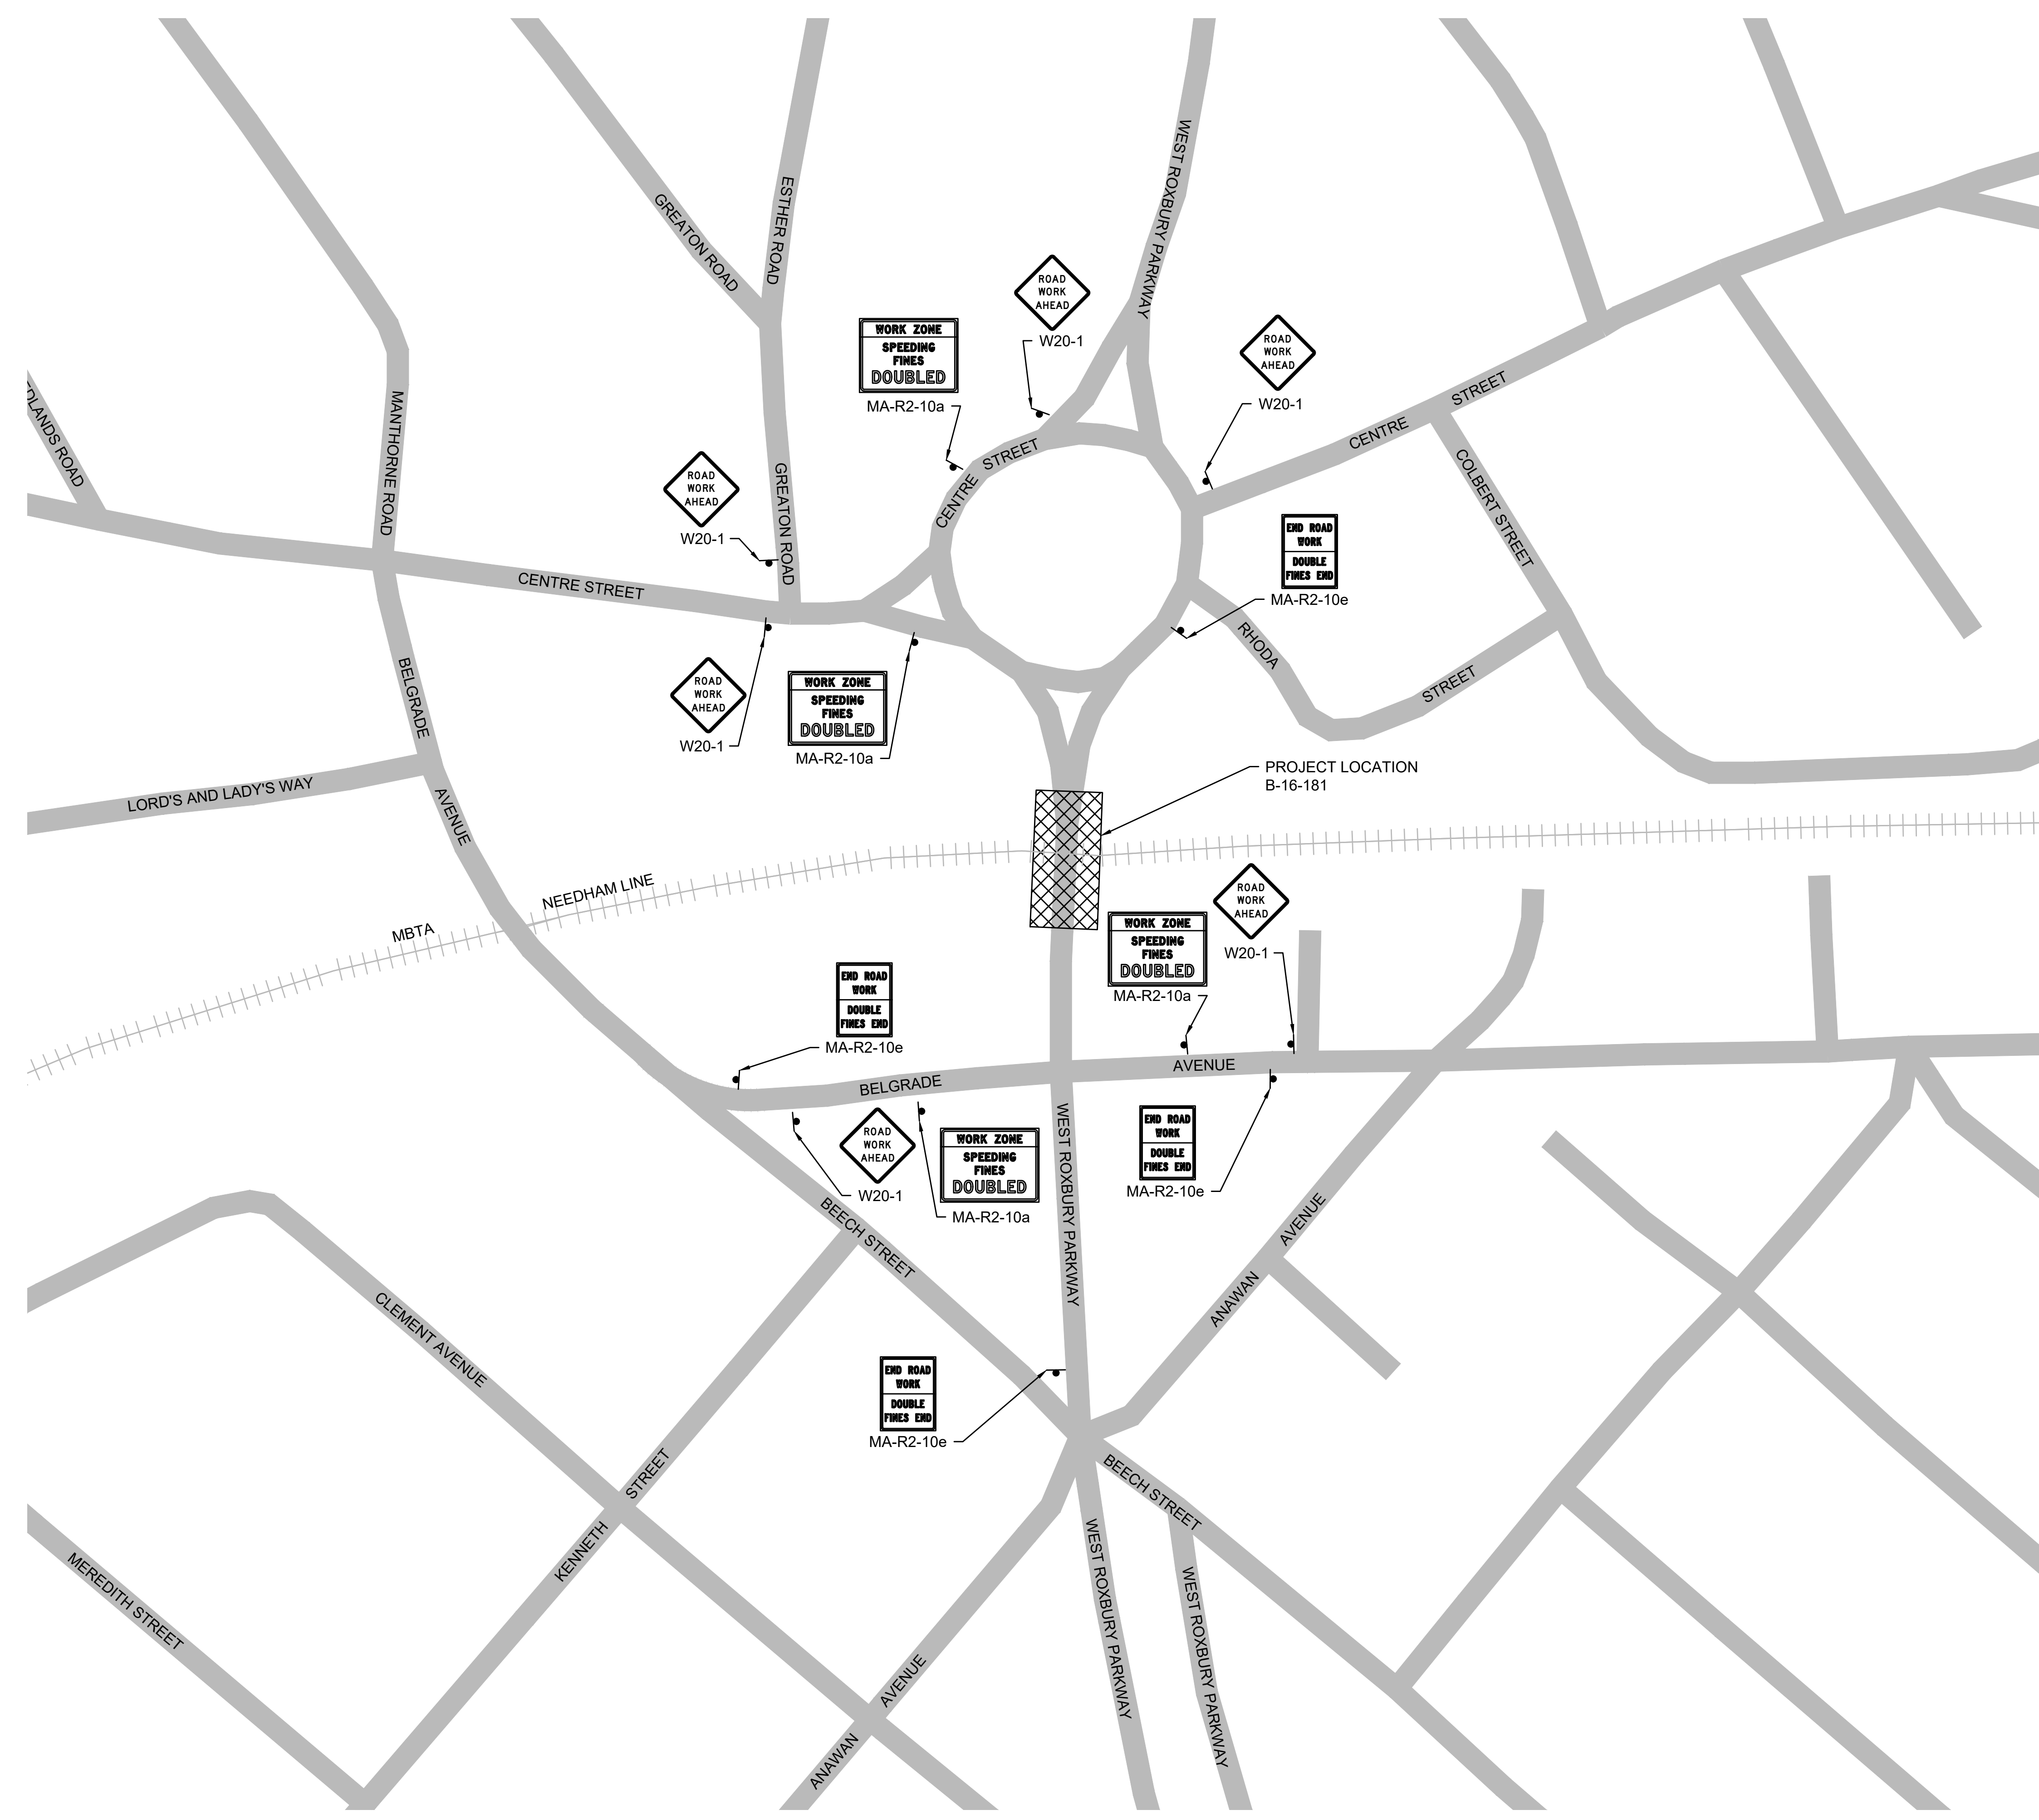 WEST ROXBURY PARKWAY
GREATON ROAD
ESTHER ROAD
ROAD
WORK
AHEAD
W20-1
WORK ZONE
SPEEDING
FINES
DOUBLED
MA-R2-10a
ROAD
WORK
AHEAD
W20-1
CENTRE STREET
COLBERT STREET
EDLANDS ROAD
MANTHORNE ROAD
ROAD
WORK
AHEAD
W20-1
GREATON ROAD
CENTRE STREET
END ROAD
WORK
DOUBLE
FINES END
MA-R2-10e
CENTRE STREET
RHODA STREET
BELGRADE AVENUE
ROAD
WORK
AHEAD
W20-1
WORK ZONE
SPEEDING
FINES
DOUBLED
MA-R2-10a
PROJECT LOCATION
B-16-181
LORD'S AND LADY'S WAY
MBTA NEEDHAM LINE
WORK ZONE
SPEEDING
FINES
DOUBLED
MA-R2-10a
ROAD
WORK
AHEAD
W20-1
END ROAD
WORK
DOUBLE
FINES END
MA-R2-10e
BELGRADE AVENUE
ROAD
WORK
AHEAD
W20-1
WORK ZONE
SPEEDING
FINES
DOUBLED
MA-R2-10a
WEST ROXBURY PARKWAY
END ROAD
WORK
DOUBLE
FINES END
MA-R2-10e
BEECH STREET
ANAWAN AVENUE
CLEMENT AVENUE
END ROAD
WORK
DOUBLE
FINES END
MA-R2-10e
KENNETH STREET
BEECH STREET
MEREDITH STREET
WEST ROXBURY PARKWAY
WEST ROXBURY PARKWAY
ANAWAN AVENUE